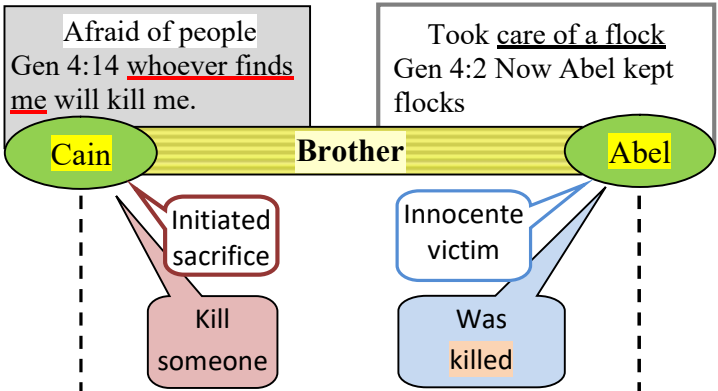 Afraid of people
Gen 4:14 whoever finds
me will kill me.
Took care of a flock
Gen 4:2 Now Abel kept
flocks
Cain
Brother
Abel
Initiated
sacrifice
Innocente
victim
Kill
someone
Was
killed